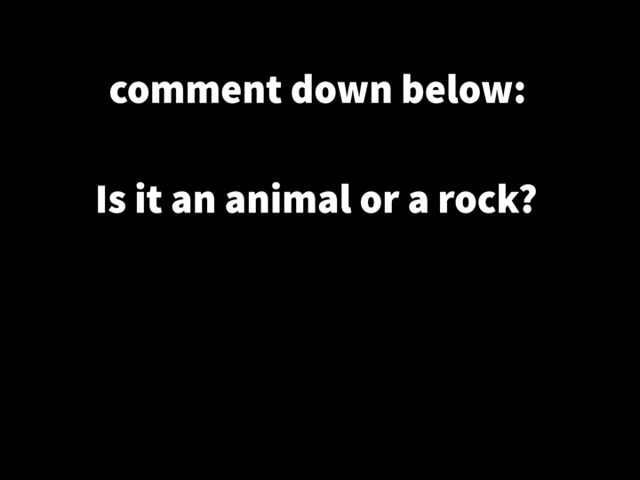 comment down below:
Is it an animal or a rock?